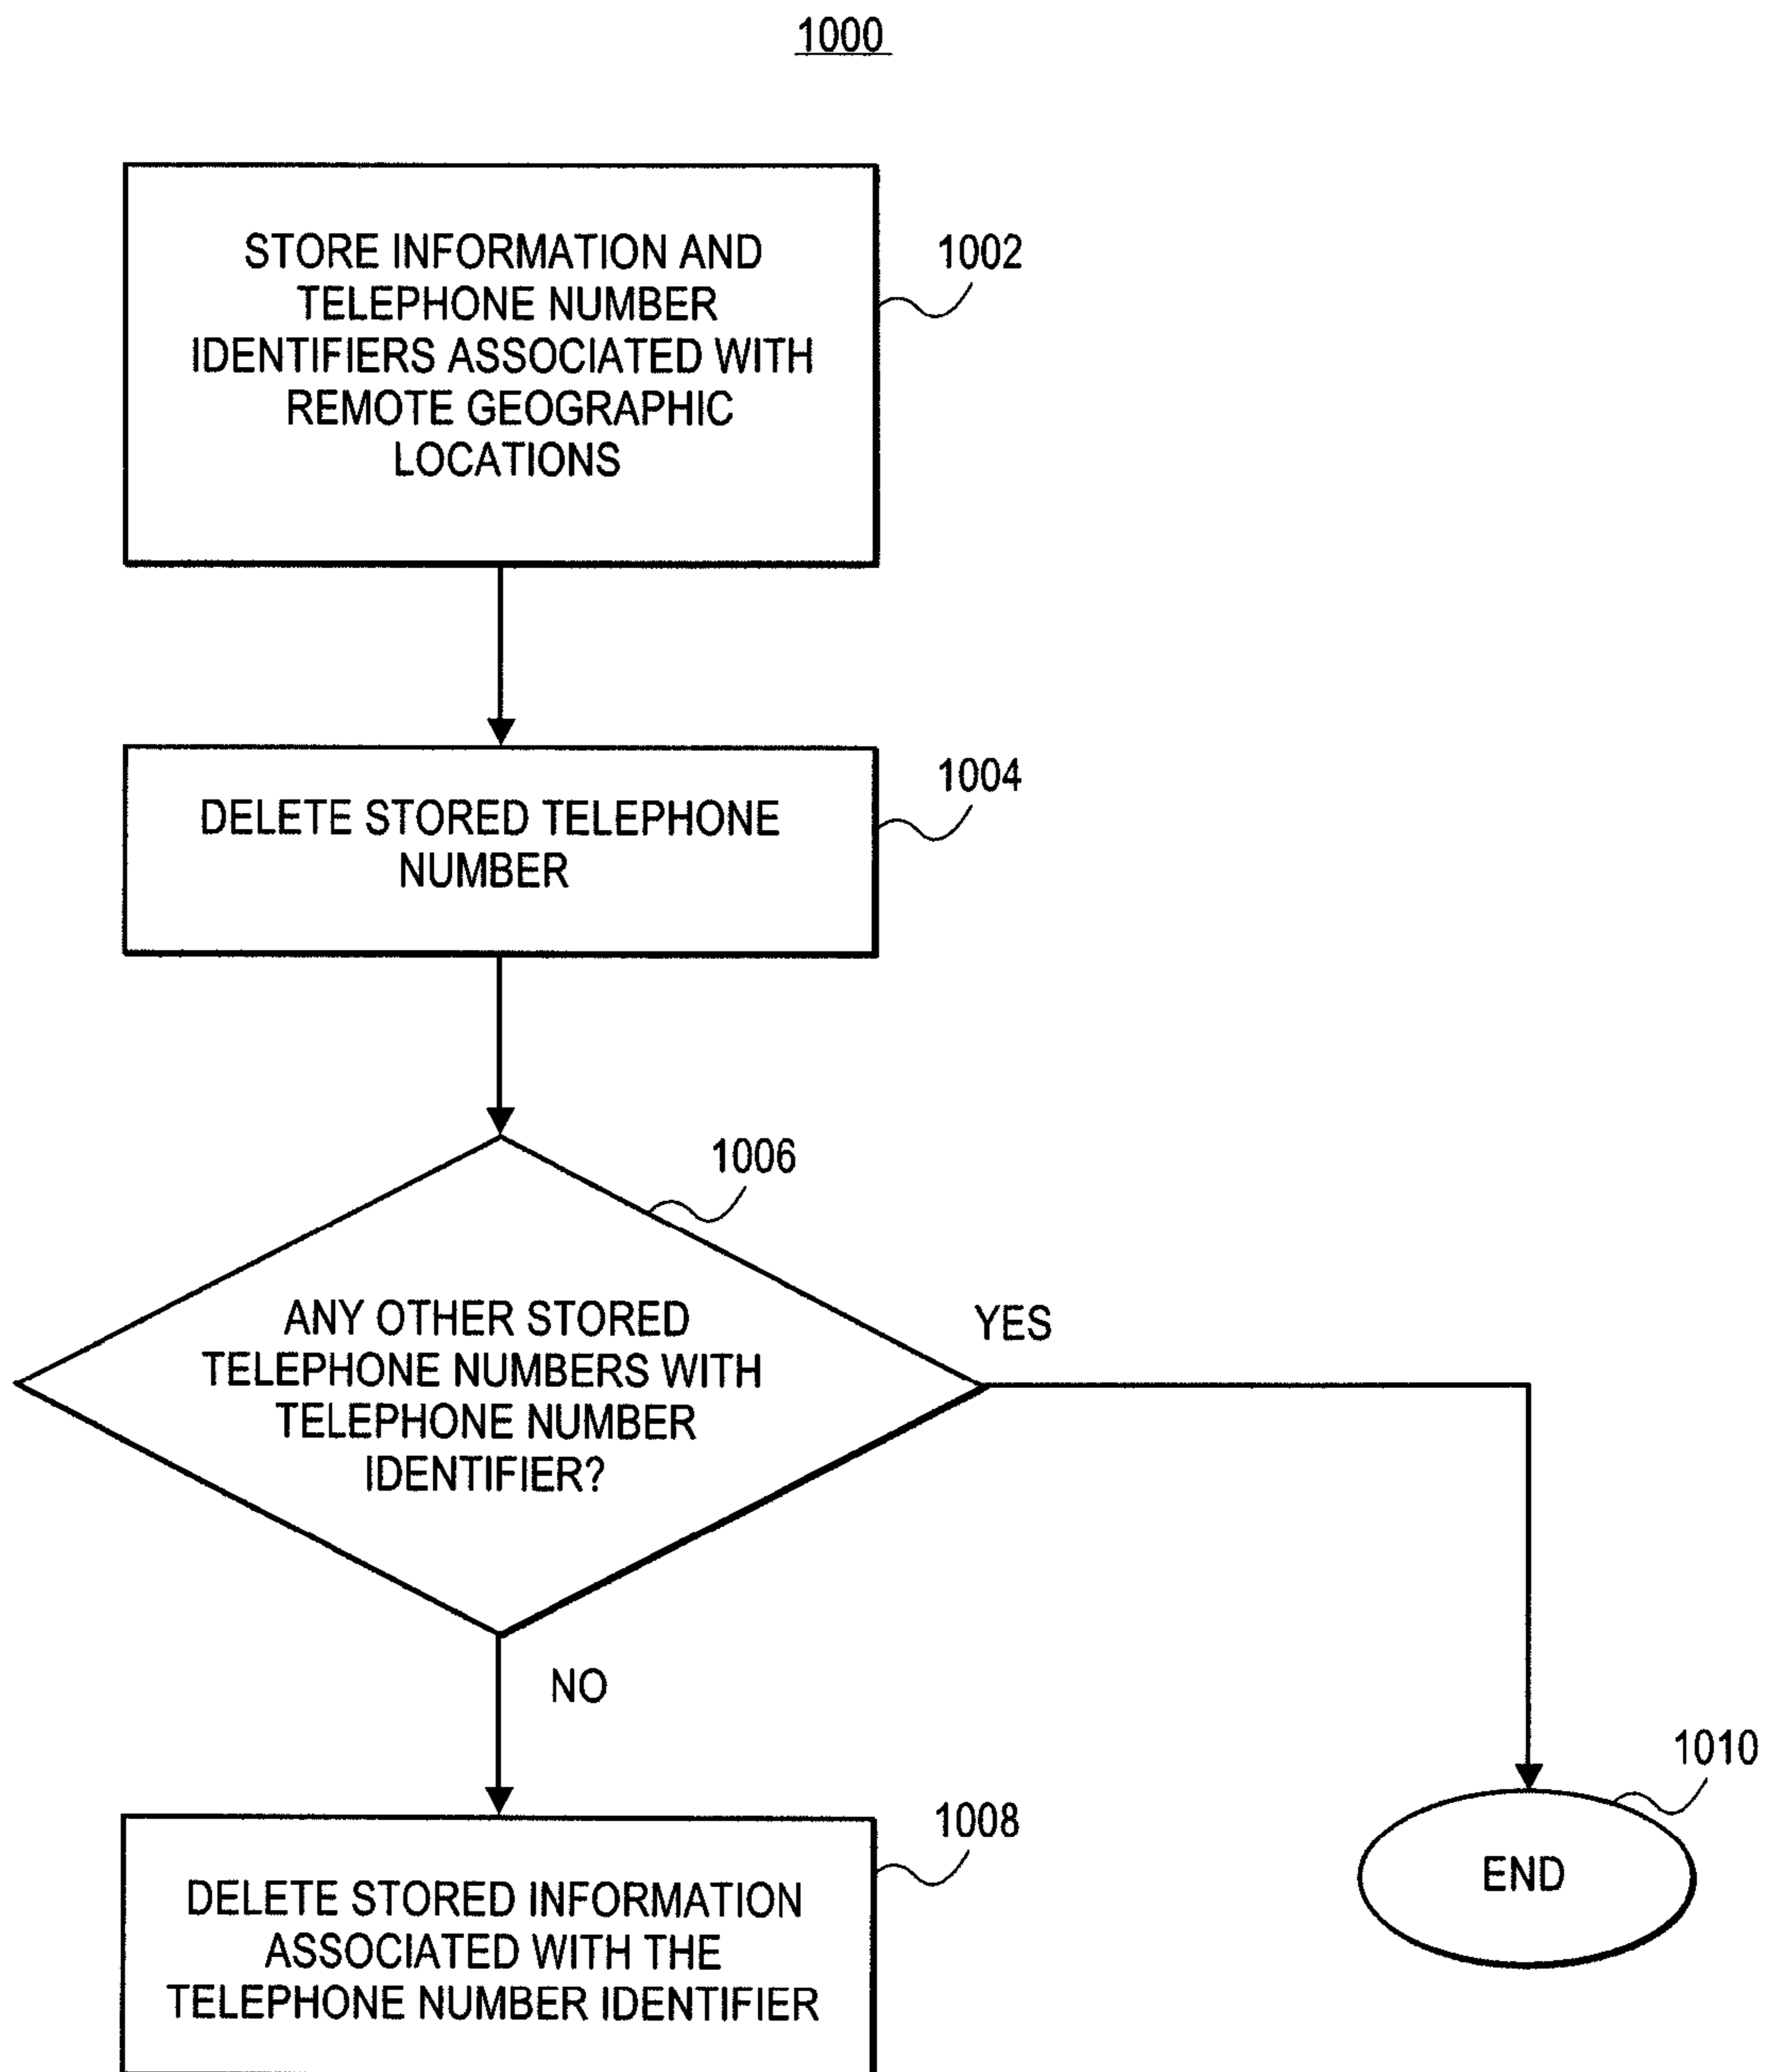 1000
STORE INFORMATION AND
TELEPHONE NUMBER
IDENTIFIERS ASSOCIATED WITH
REMOTE GEOGRAPHIC
LOCATIONS
1002
DELETE STORED TELEPHONE
NUMBER
1004
1006
ANY OTHER STORED
TELEPHONE NUMBERS WITH
TELEPHONE NUMBER
IDENTIFIER?
YES
NO
1008
DELETE STORED INFORMATION
ASSOCIATED WITH THE
TELEPHONE NUMBER IDENTIFIER
1010
END